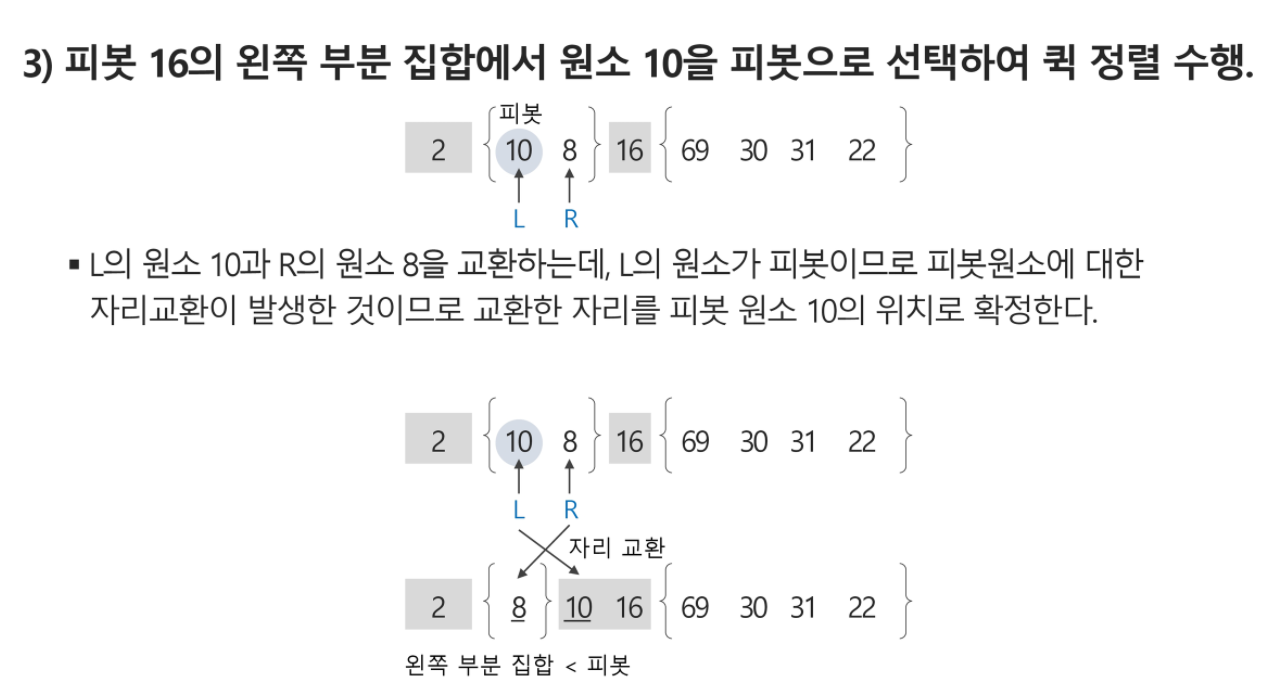 3) 피봇 16의 왼쪽 부분 집합에서 원소 10을 피봇으로 선택하여 퀵 정렬 수행.
피봇
2 { 10 8 } 16 { 69 30 31 22 }
L R
▪ L의 원소 10과 R의 원소 8을 교환하는데, L의 원소가 피봇이므로 피봇원소에 대한
자리교환이 발생한 것이므로 교환한 자리를 피봇 원소 10의 위치로 확정한다.
2 { 10 8 } 16 { 69 30 31 22 }
L R
자리 교환
2 { 8 } 10 16 { 69 30 31 22 }
왼쪽 부분 집합 < 피봇